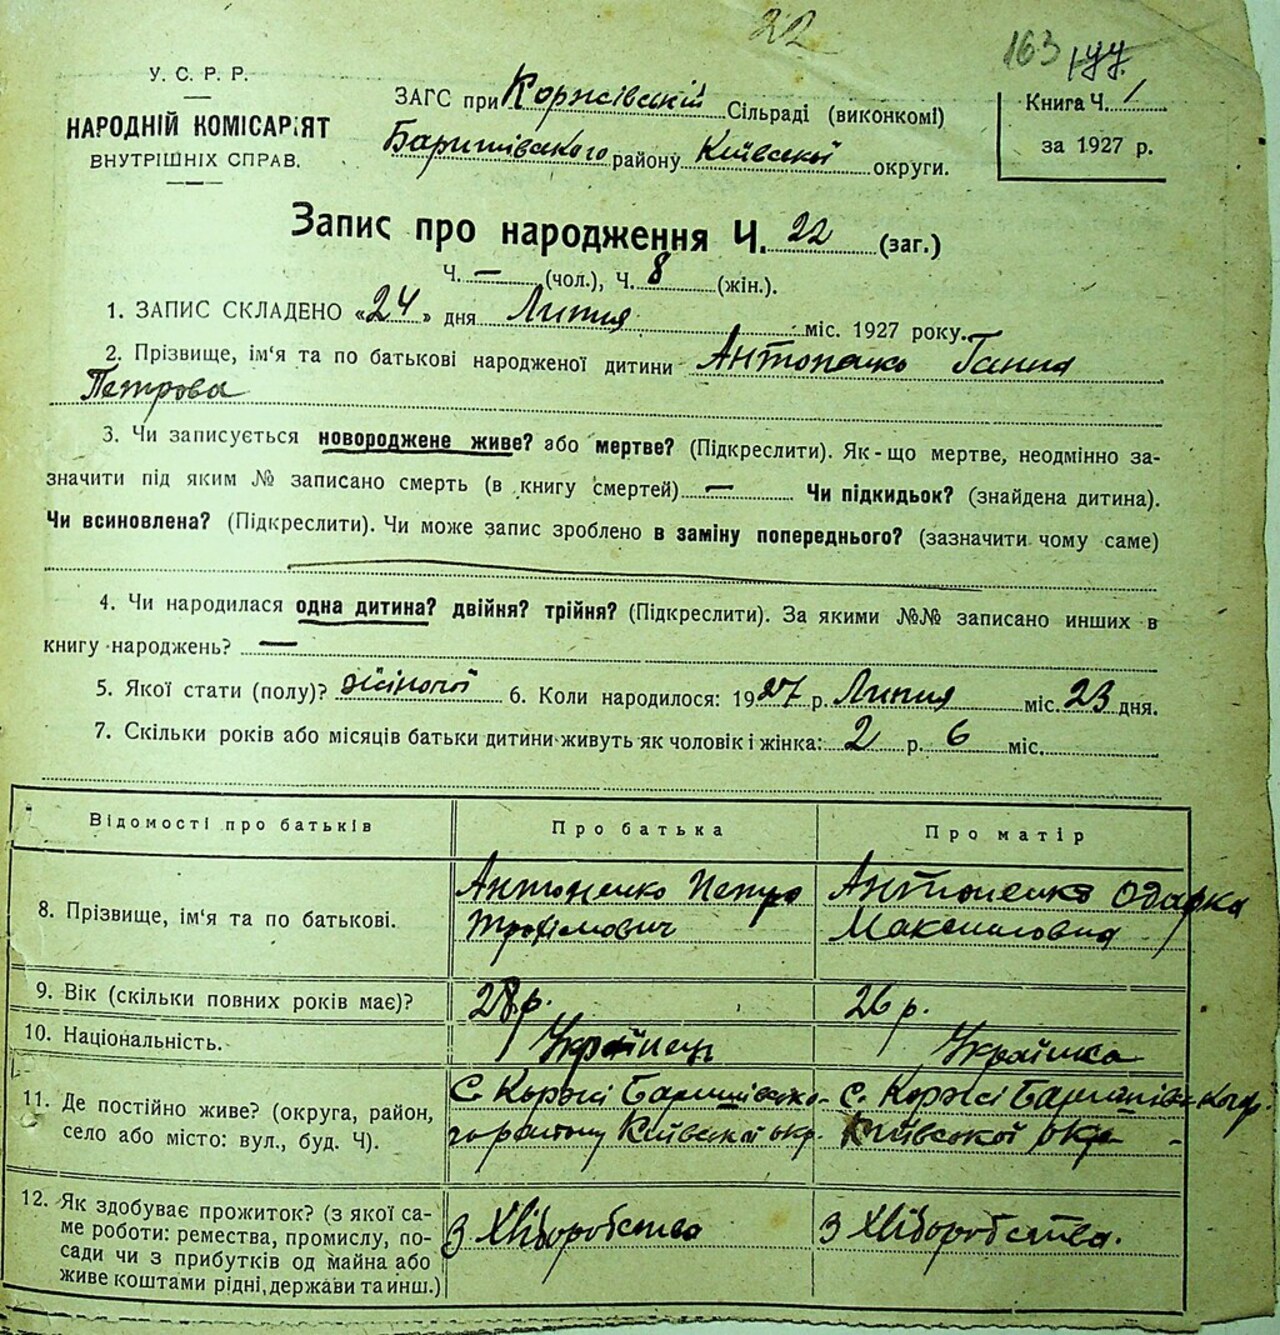 22
163
У. С. Р. Р.
НАРОДНІЙ КОМІСАРІЯТ
ВНУТРІШНІХ СПРАВ.
ЗАГС при Коржівській Сільраді (виконкомі)
Баришівского району Київської округи.
Книга Ч. 1
за 1927 р.
Запис про народження Ч. 22 (заг.)
Ч. — (чол.), Ч. 8 (жін.).
1. ЗАПИС СКЛАДЕНО «24» дня Липня міс. 1927 року.
2. Прізвище, ім'я та по батькові народженої дитини Антоненко Ганна
Петрова
3. Чи записується новороджене живе? або мертве? (Підкреслити). Як-що мертве, неодмінно за-
значити під яким № записано смерть (в книгу смертей) — Чи підкидьок? (знайдена дитина).
Чи всиновлена? (Підкреслити). Чи може запис зроблено в заміну попереднього? (зазначити чому саме)
4. Чи народилася одна дитина? двійня? трійня? (Підкреслити). За якими №№ записано инших в
книгу народжень? —
5. Якої стати (полу)? жіночої 6. Коли народилося: 1927 р. Липня міс. 23 дня.
7. Скільки років або місяців батьки дитини живуть як чоловік і жінка: 2 р. 6 міс.
Відомості про батьків Про батька Про матір
8. Прізвище, ім'я та по батькові.
Антоненко Петро
Трофімович
Антоненко Одарка
Максимовна
9. Вік (скільки повних років має)? 28 р. 26 р.
10. Національність. Українець Українка
11. Де постійно живе? (округа, район,
село або місто: вул., буд. Ч).
С. Коржі Баришівско-
го району Київської окр.
с. Коржі Баришівск
Київської окр
12. Як здобуває прожиток? (з якої са-
ме роботи: ремества, промислу, по-
сади чи з прибутків од майна або
живе коштами рідні, держави та инш.)
З Хліборобства
З Хліборобства.